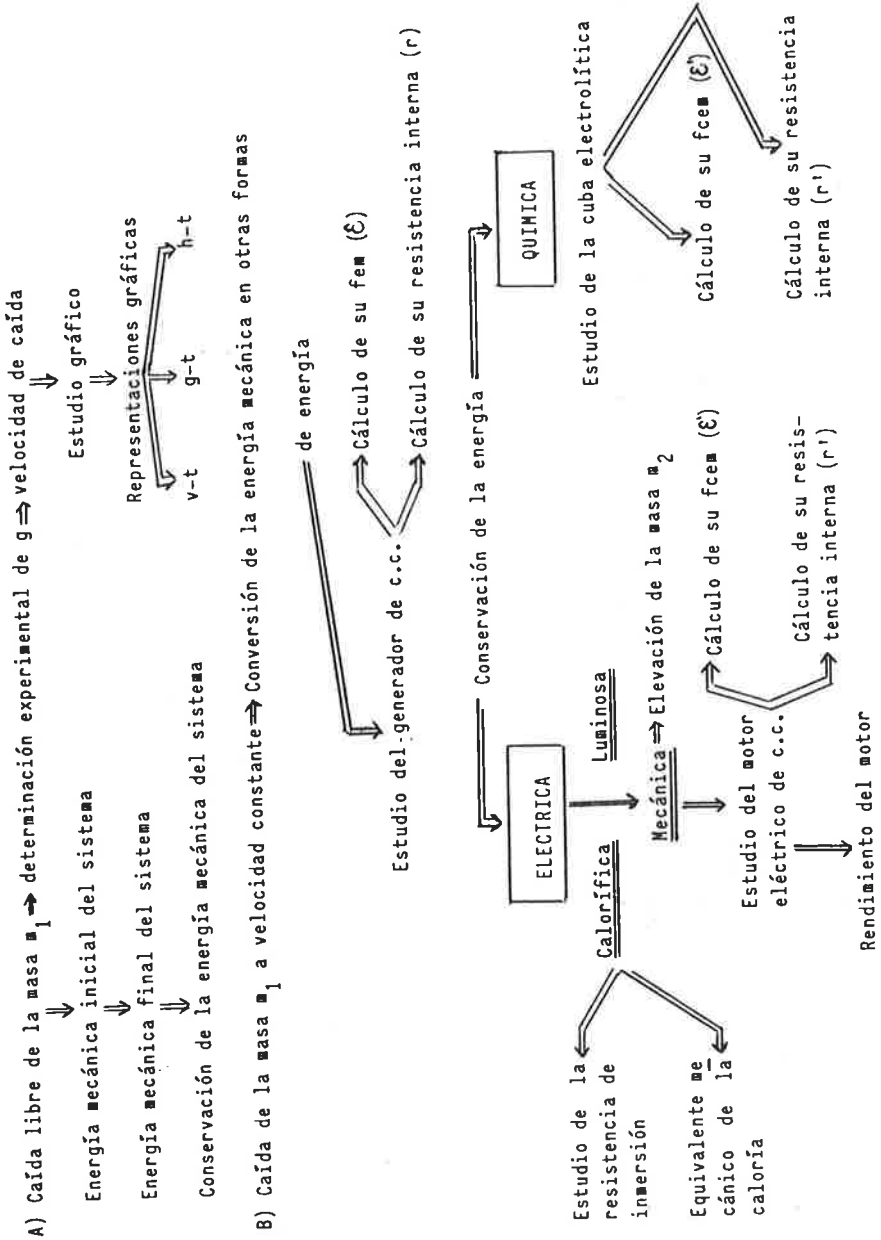 A) Caída libre de la masa m₁ → determinación experimental de g ⇒ velocidad de caída
Energía mecánica inicial del sistema
Energía mecánica final del sistema
Conservación de la energía mecánica del sistema
Estudio gráfico
Representaciones gráficas
v-t
g-t
h-t
B) Caída de la masa m₁ a velocidad constante ⇒ Conversión de la energía mecánica en otras formas
de energía
Estudio del generador de c.c.
Cálculo de su fem (Ɛ)
Cálculo de su resistencia interna (r)
Conservación de la energía
ELECTRICA
QUIMICA
Calorífica
Luminosa
Mecánica ⇒ Elevación de la masa m₂
Estudio de la
resistencia de
inmersión
Equivalente me
cánico de la
caloría
Estudio del motor
eléctrico de c.c.
Rendimiento del motor
Cálculo de su fcem (Ɛ')
Cálculo de su resis-
tencia interna (r')
Estudio de la cuba electrolítica
Cálculo de su fcem (Ɛ')
Cálculo de su resistencia
interna (r')